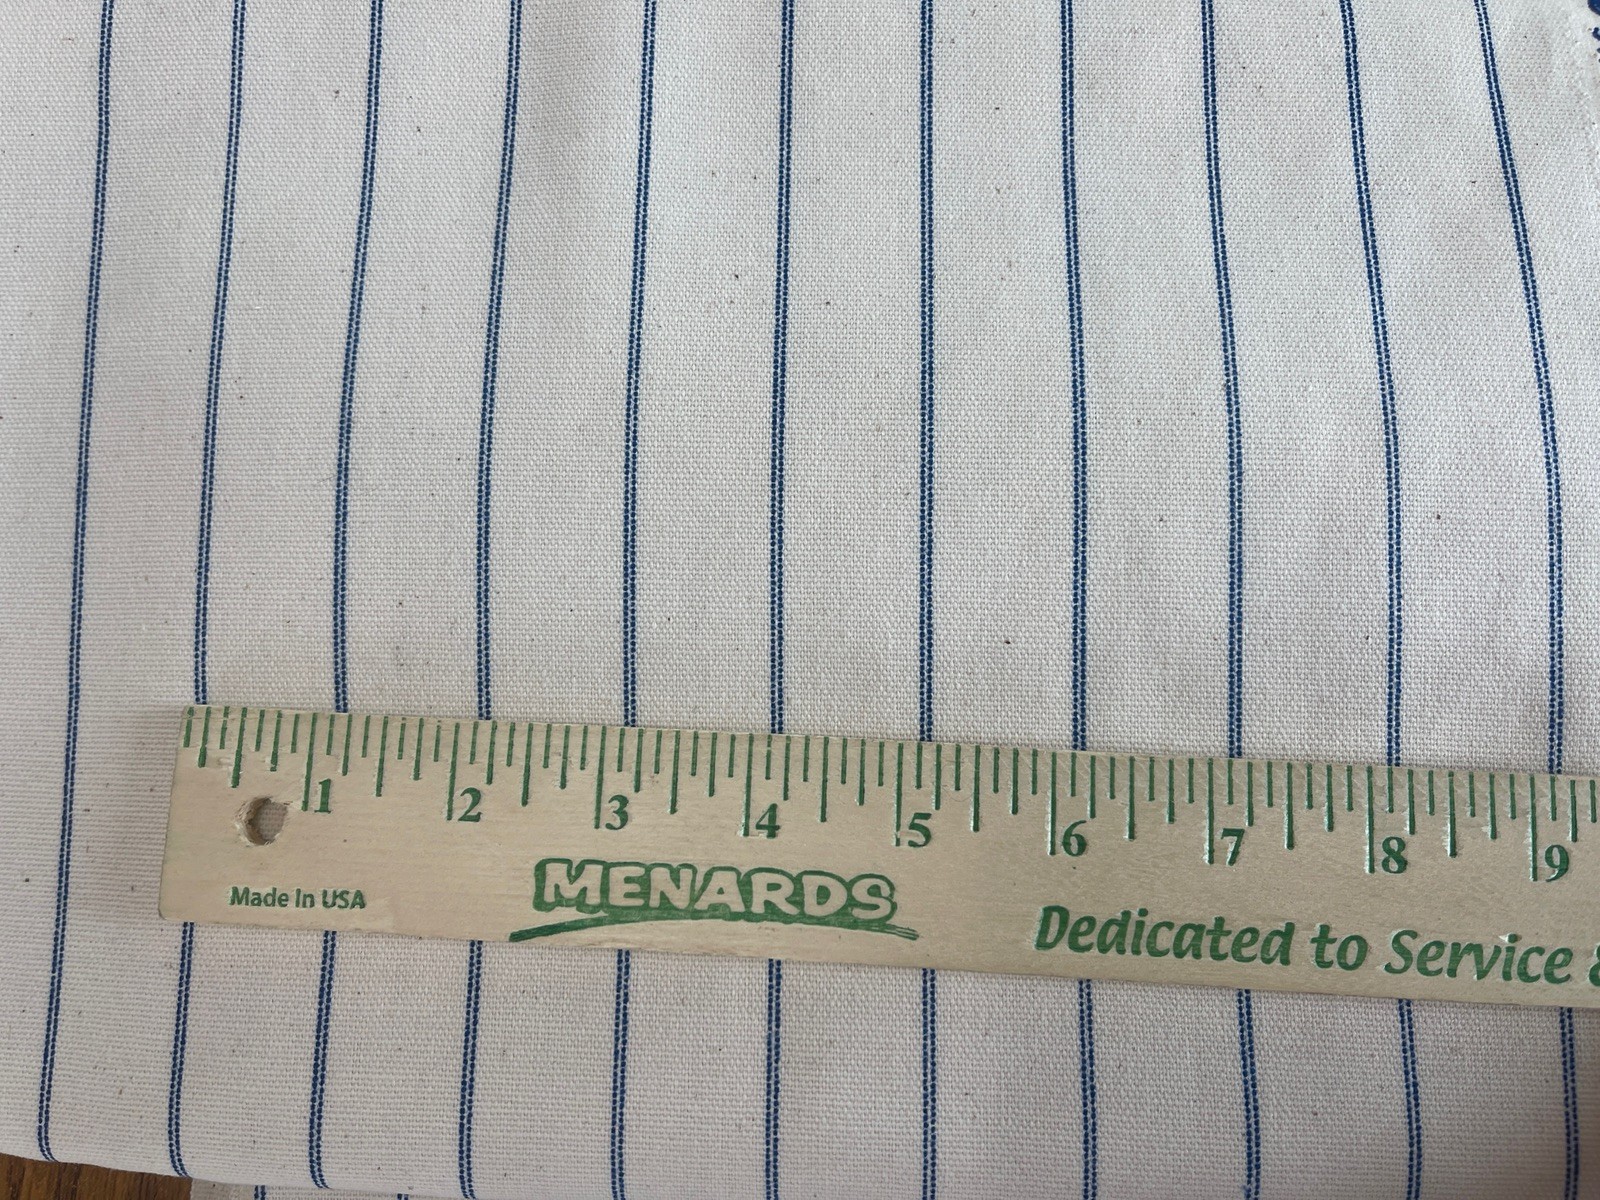 1 2 3 4 5 6 7 8 9
MENARDS
Made in USA
Dedicated to Service &